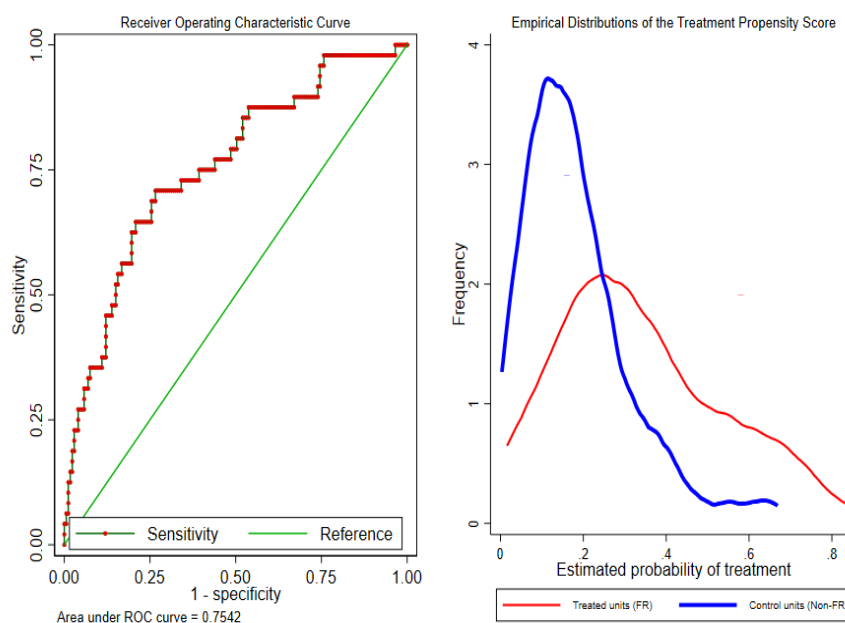 Receiver Operating Characteristic Curve
Sensitivity
1.00
0.75
0.50
0.25
0.00
Sensitivity
Reference
0.00 0.25 0.50 0.75 1.00
1 - specificity
Area under ROC curve = 0.7542
Empirical Distributions of the Treatment Propensity Score
Frequency
4
3
2
1
0
0 .2 .4 .6 .8
Estimated probability of treatment
Treated units (FR)
Control units (Non-FR